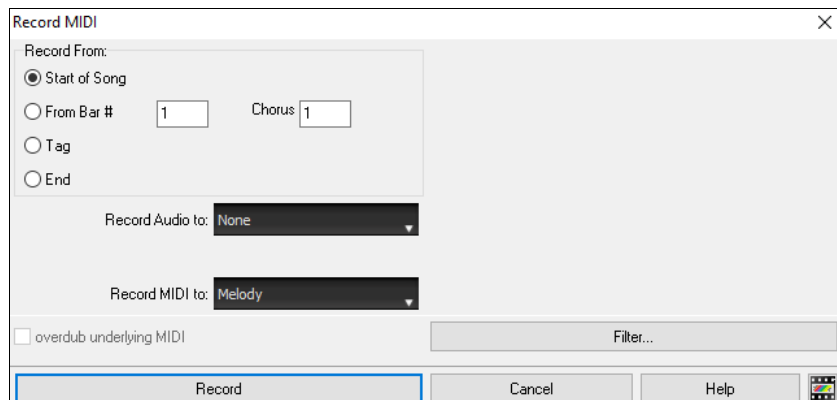 Record MIDI
Record From:
Start of Song
From Bar # 1 Chorus 1
Tag
End
Record Audio to: None
Record MIDI to: Melody
overdub underlying MIDI Filter...
Record Cancel Help